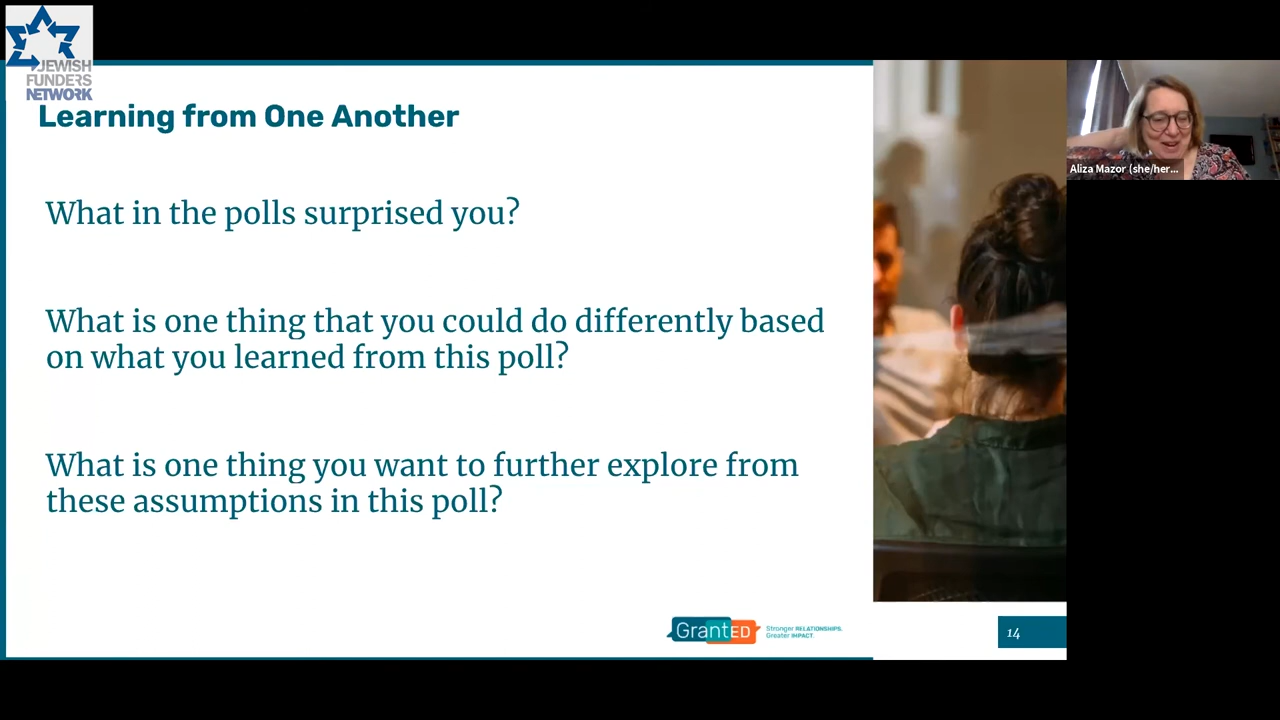 JEWISH
FUNDERS
NETWORK
Learning from One Another
What in the polls surprised you?
What is one thing that you could do differently based
on what you learned from this poll?
What is one thing you want to further explore from
these assumptions in this poll?
GrantED
Stronger RELATIONSHIPS.
Greater IMPACT.
14
Aliza Mazor (she/her...